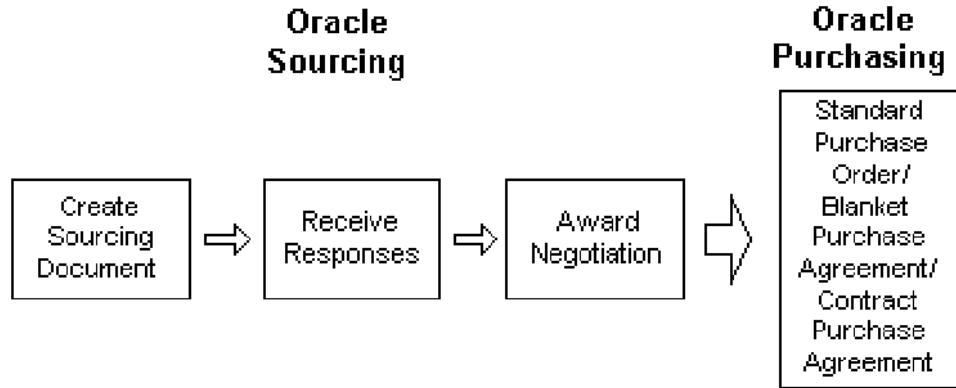 Oracle
Sourcing
Oracle
Purchasing
Create
Sourcing
Document
Receive
Responses
Award
Negotiation
Standard
Purchase
Order/
Blanket
Purchase
Agreement/
Contract
Purchase
Agreement